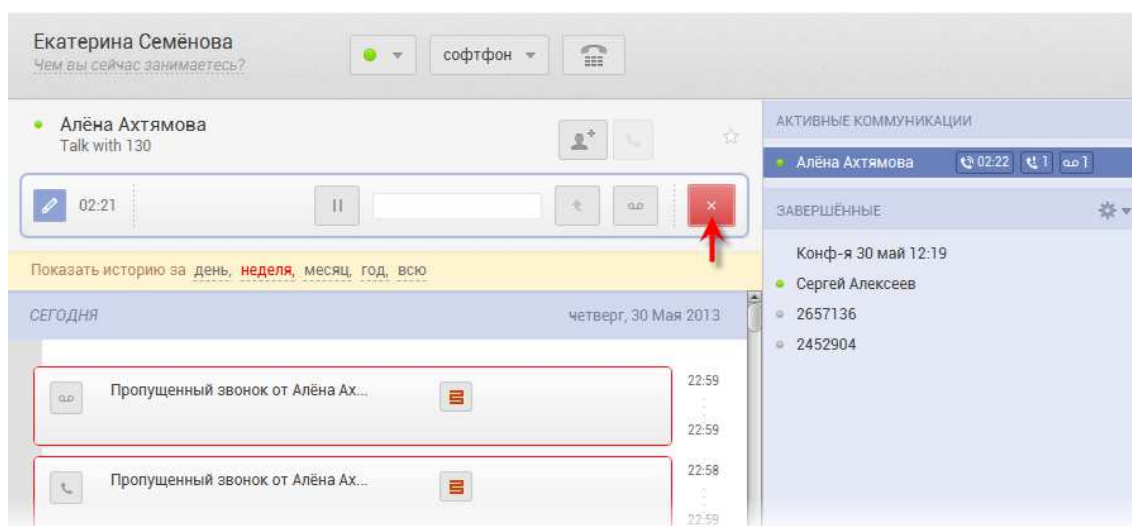 Екатерина Семёнова
Чем вы сейчас занимаетесь?
софтфон
Алёна Ахтямова
Talk with 130
02:21
Показать историю за день, неделя, месяц, год, всю
СЕГОДНЯ четверг, 30 Мая 2013
Пропущенный звонок от Алёна Ах...
22:59
22:59
Пропущенный звонок от Алёна Ах...
22:58
22:59
АКТИВНЫЕ КОММУНИКАЦИИ
Алёна Ахтямова 02:22 1 1
ЗАВЕРШЁННЫЕ
Конф-я 30 май 12:19
Сергей Алексеев
2657136
2452904